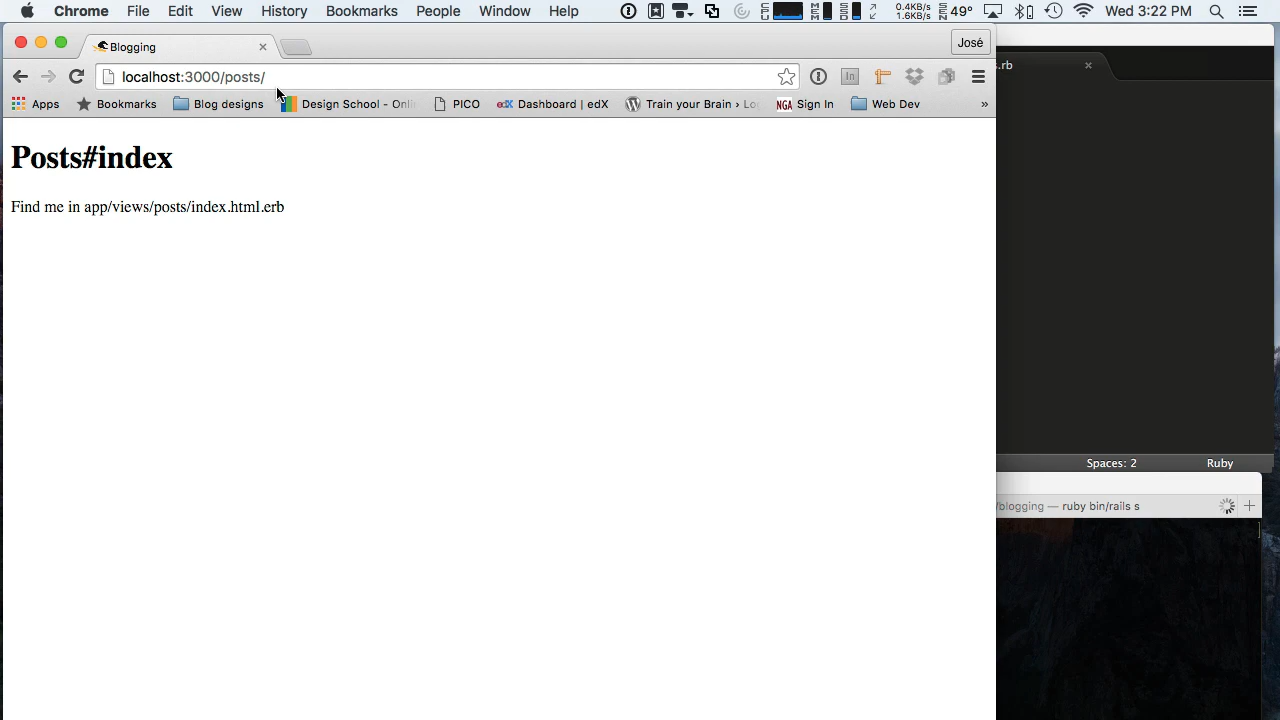 Chrome File Edit View History Bookmarks People Window Help 0.4KB/s 1.6KB/s 49° Wed 3:22 PM
Blogging José
localhost:3000/posts/
Apps Bookmarks Blog designs Design School - Onli PICO edX Dashboard | edX Train your Brain › Lo NGA Sign In Web Dev »
Posts#index
Find me in app/views/posts/index.html.erb
s.rb
Spaces: 2 Ruby
/blogging — ruby bin/rails s